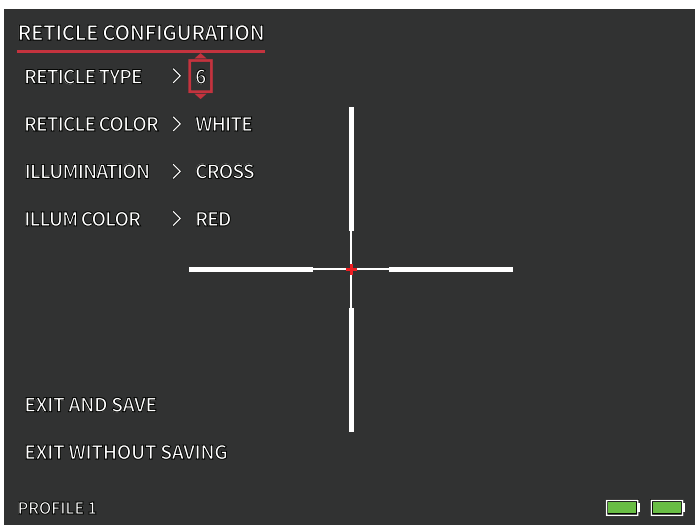 RETICLE CONFIGURATION
RETICLE TYPE > 6
RETICLE COLOR > WHITE
ILLUMINATION > CROSS
ILLUM COLOR > RED
EXIT AND SAVE
EXIT WITHOUT SAVING
PROFILE 1